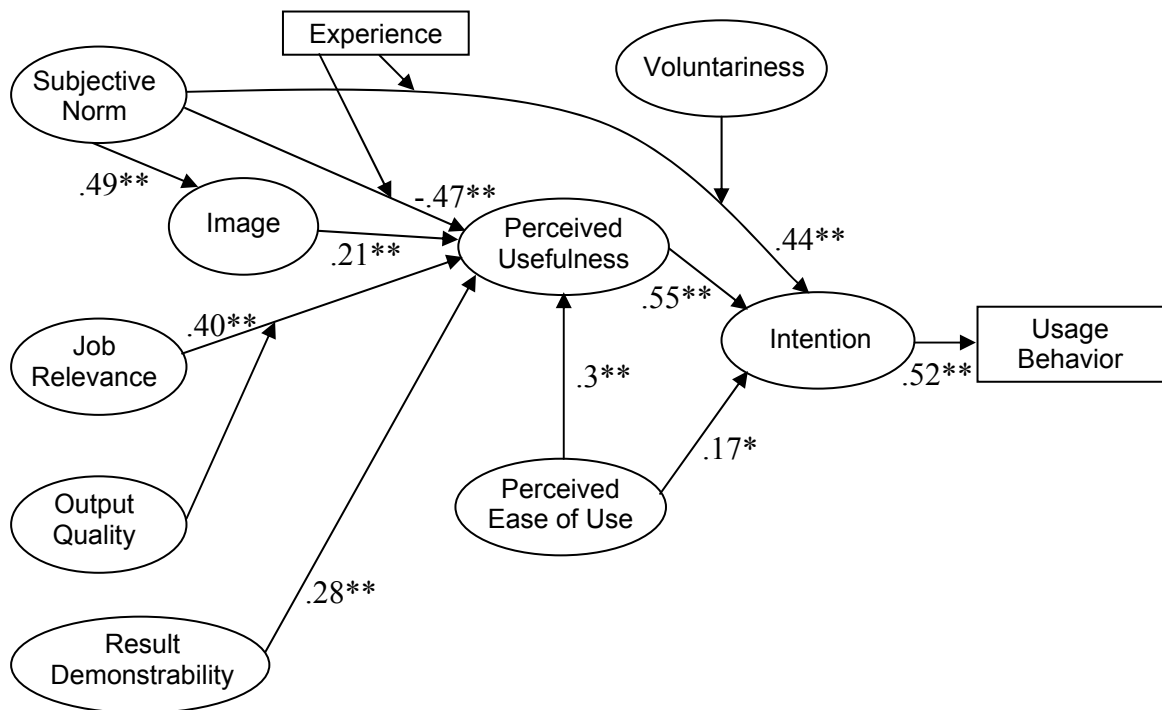 Experience
Voluntariness
Subjective
Norm
.49**
Image
-.47**
.21**
Perceived
Usefulness
.44**
.55**
Job
Relevance
.40**
Intention
Usage
Behavior
.52**
.3**
.17*
Output
Quality
Perceived
Ease of Use
.28**
Result
Demonstrability